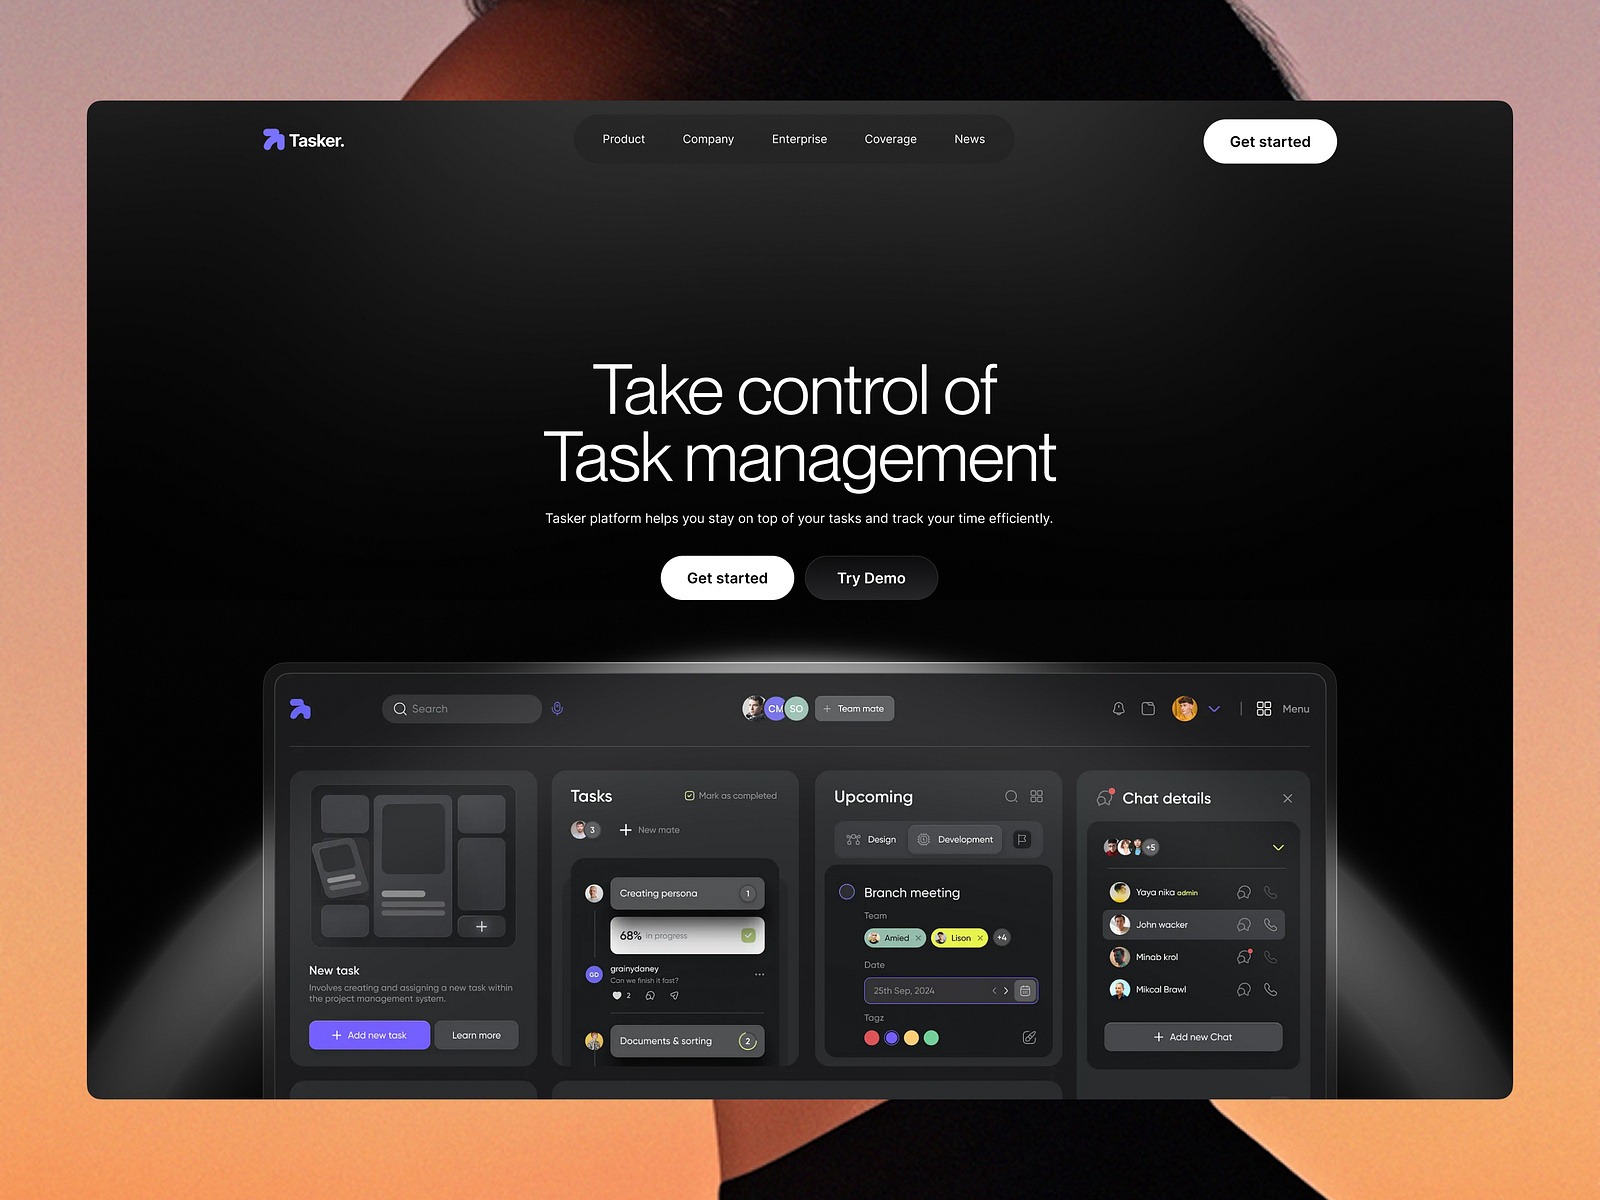 Tasker.
Product
Company
Enterprise
Coverage
News
Get started
Take control of
Task management
Tasker platform helps you stay on top of your tasks and track your time efficiently.
Get started
Try Demo
Search
CM
SO
+ Team mate
Menu
New task
Involves creating and assigning a new task within
the project management system.
+ Add new task
Learn more
Tasks
Mark as completed
3
+ New mate
Creating persona
1
68% in progress
GD
grainydaney
Can we finish it fast?
2
Documents & sorting
2
Upcoming
Design
Development
Branch meeting
Team
Amied ×
Lison ×
+4
Date
25th Sep, 2024
Tagz
Chat details
+5
Yaya nika admin
John wacker
Minab krol
Mikcal Brawl
+ Add new Chat